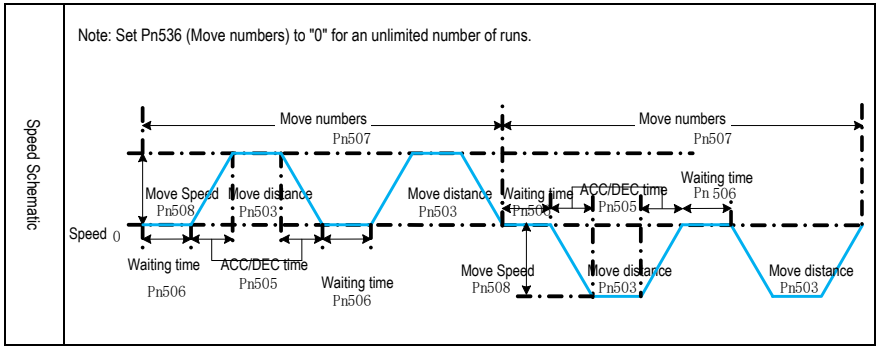 Note: Set Pn536 (Move numbers) to "0" for an unlimited number of runs.
Speed Schematic
Move numbers
Pn507
Move numbers
Pn507
Move Speed
Pn508
Move distance
Pn503
Move distance
Pn503
Waiting time
Pn506
ACC/DEC time
Pn505
Waiting time
Pn 506
Speed 0
Waiting time
Pn506
ACC/DEC time
Pn505
Waiting time
Pn506
Move Speed
Pn508
Move distance
Pn503
Move distance
Pn503